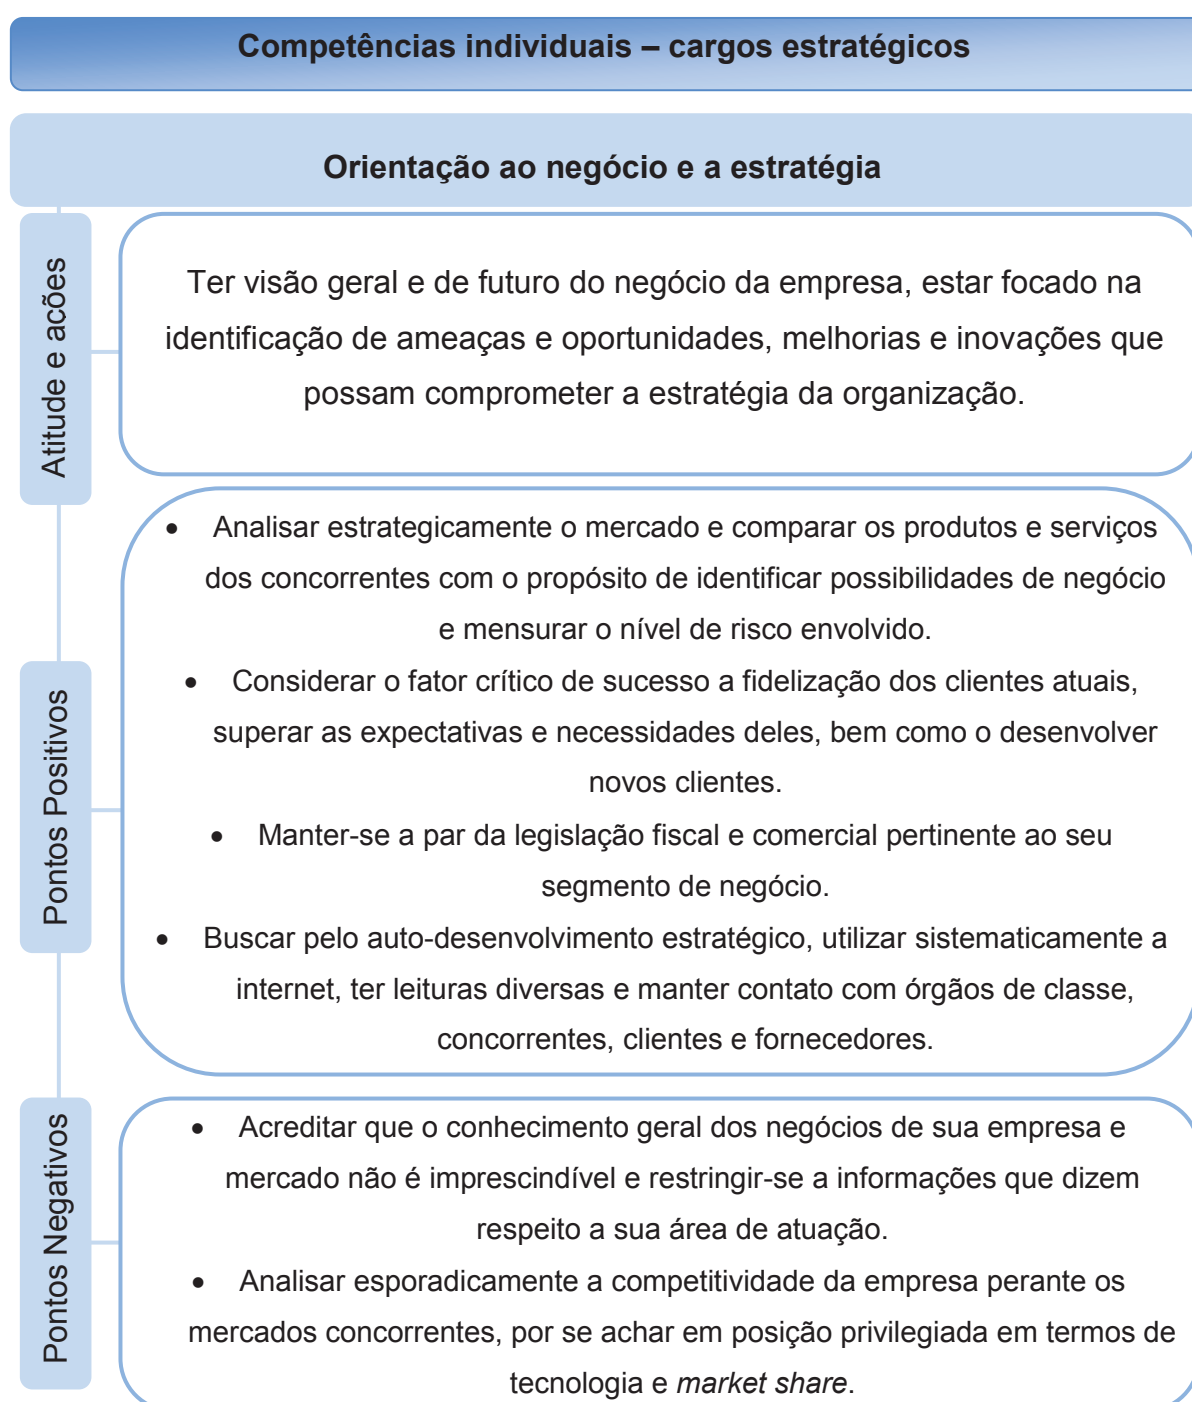 Competências individuais – cargos estratégicos
Orientação ao negócio e a estratégia
Atitude e acões
Ter visão geral e de futuro do negócio da empresa, estar focado na
identificação de ameaças e oportunidades, melhorias e inovações que
possam comprometer a estratégia da organização.
Pontos Positivos
• Analisar estrategicamente o mercado e comparar os produtos e serviços
dos concorrentes com o propósito de identificar possibilidades de negócio
e mensurar o nível de risco envolvido.
• Considerar o fator crítico de sucesso a fidelização dos clientes atuais,
superar as expectativas e necessidades deles, bem como o desenvolver
novos clientes.
• Manter-se a par da legislação fiscal e comercial pertinente ao seu
segmento de negócio.
• Buscar pelo auto-desenvolvimento estratégico, utilizar sistematicamente a
internet, ter leituras diversas e manter contato com órgãos de classe,
concorrentes, clientes e fornecedores.
Pontos Negativos
• Acreditar que o conhecimento geral dos negócios de sua empresa e
mercado não é imprescindível e restringir-se a informações que dizem
respeito a sua área de atuação.
• Analisar esporadicamente a competitividade da empresa perante os
mercados concorrentes, por se achar em posição privilegiada em termos de
tecnologia e market share.